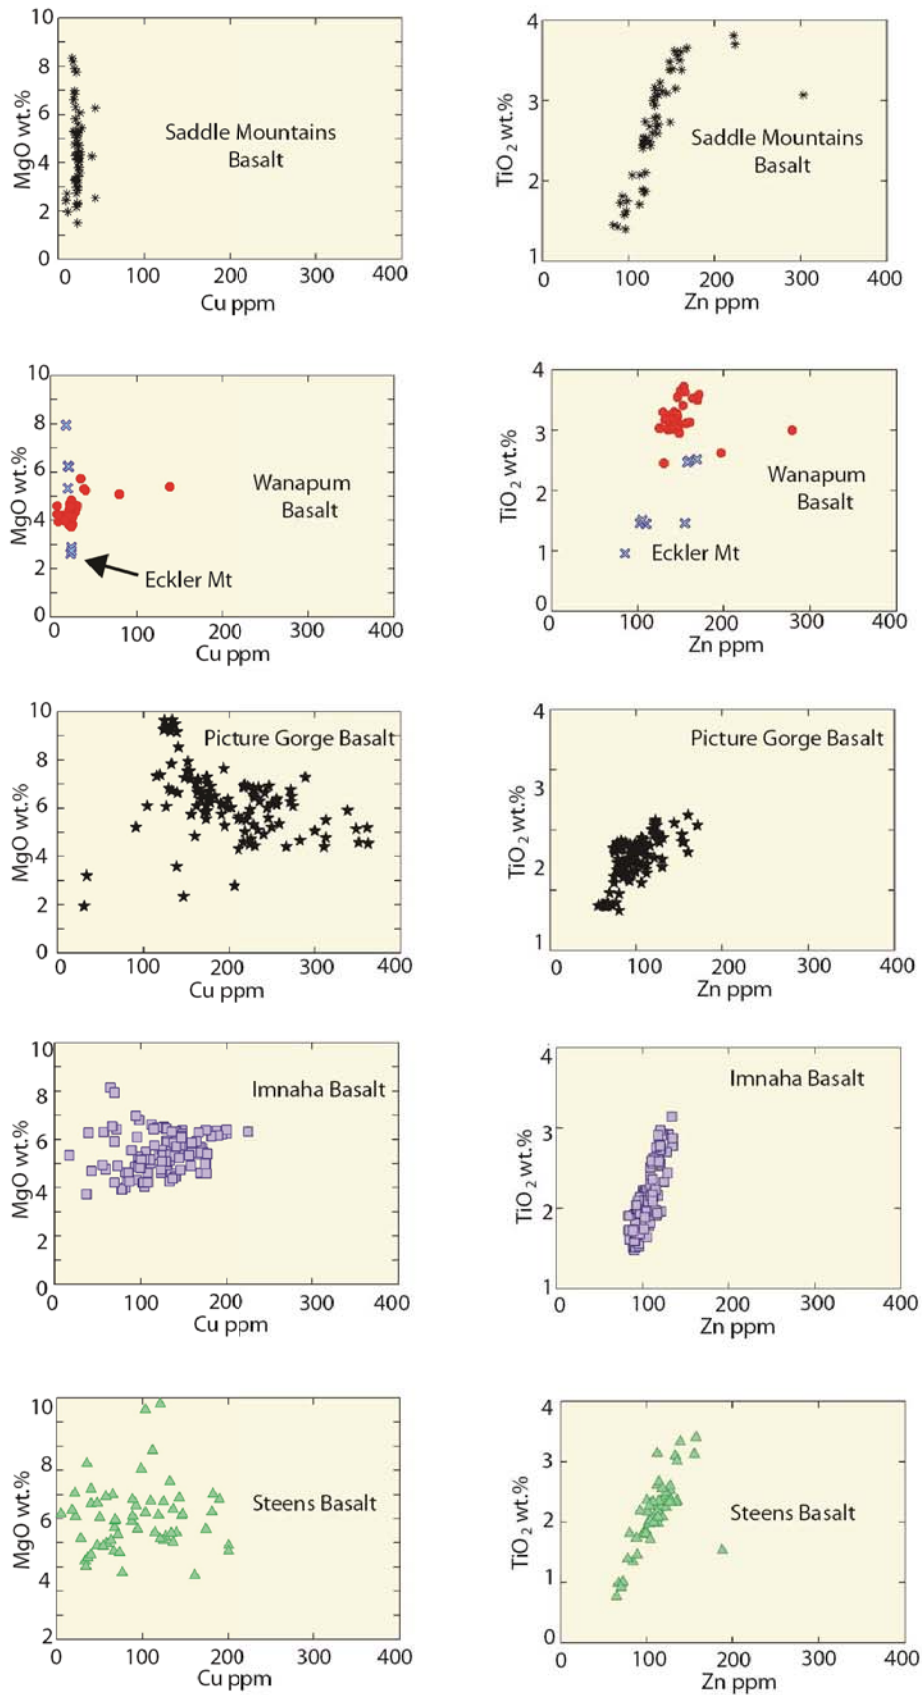 MgO wt.%
10
8
6
4
2
0
Saddle Mountains
Basalt
0 100 200 300 400
Cu ppm
TiO2 wt.%
4
3
2
1
Saddle Mountains
Basalt
0 100 200 300 400
Zn ppm
MgO wt.%
10
8
6
4
2
0
Wanapum
Basalt
Eckler Mt
0 100 200 300 400
Cu ppm
TiO2 wt.%
4
3
2
1
0
Wanapum
Basalt
Eckler Mt
0 100 200 300 400
Zn ppm
MgO wt.%
10
8
6
4
2
0
Picture Gorge Basalt
0 100 200 300 400
Cu ppm
TiO2 wt.%
4
3
2
2
1
Picture Gorge Basalt
0 100 200 300 400
Zn ppm
MgO wt.%
10
8
6
4
2
0
Imnaha Basalt
0 100 200 300 400
Cu ppm
TiO2 wt.%
4
3
2
1
Imnaha Basalt
0 100 200 300 400
Zn ppm
MgO wt.%
10
8
6
4
2
Steens Basalt
0 100 200 300 400
Cu ppm
TiO2 wt.%
4
3
2
1
0
Steens Basalt
0 100 200 300 400
Zn ppm